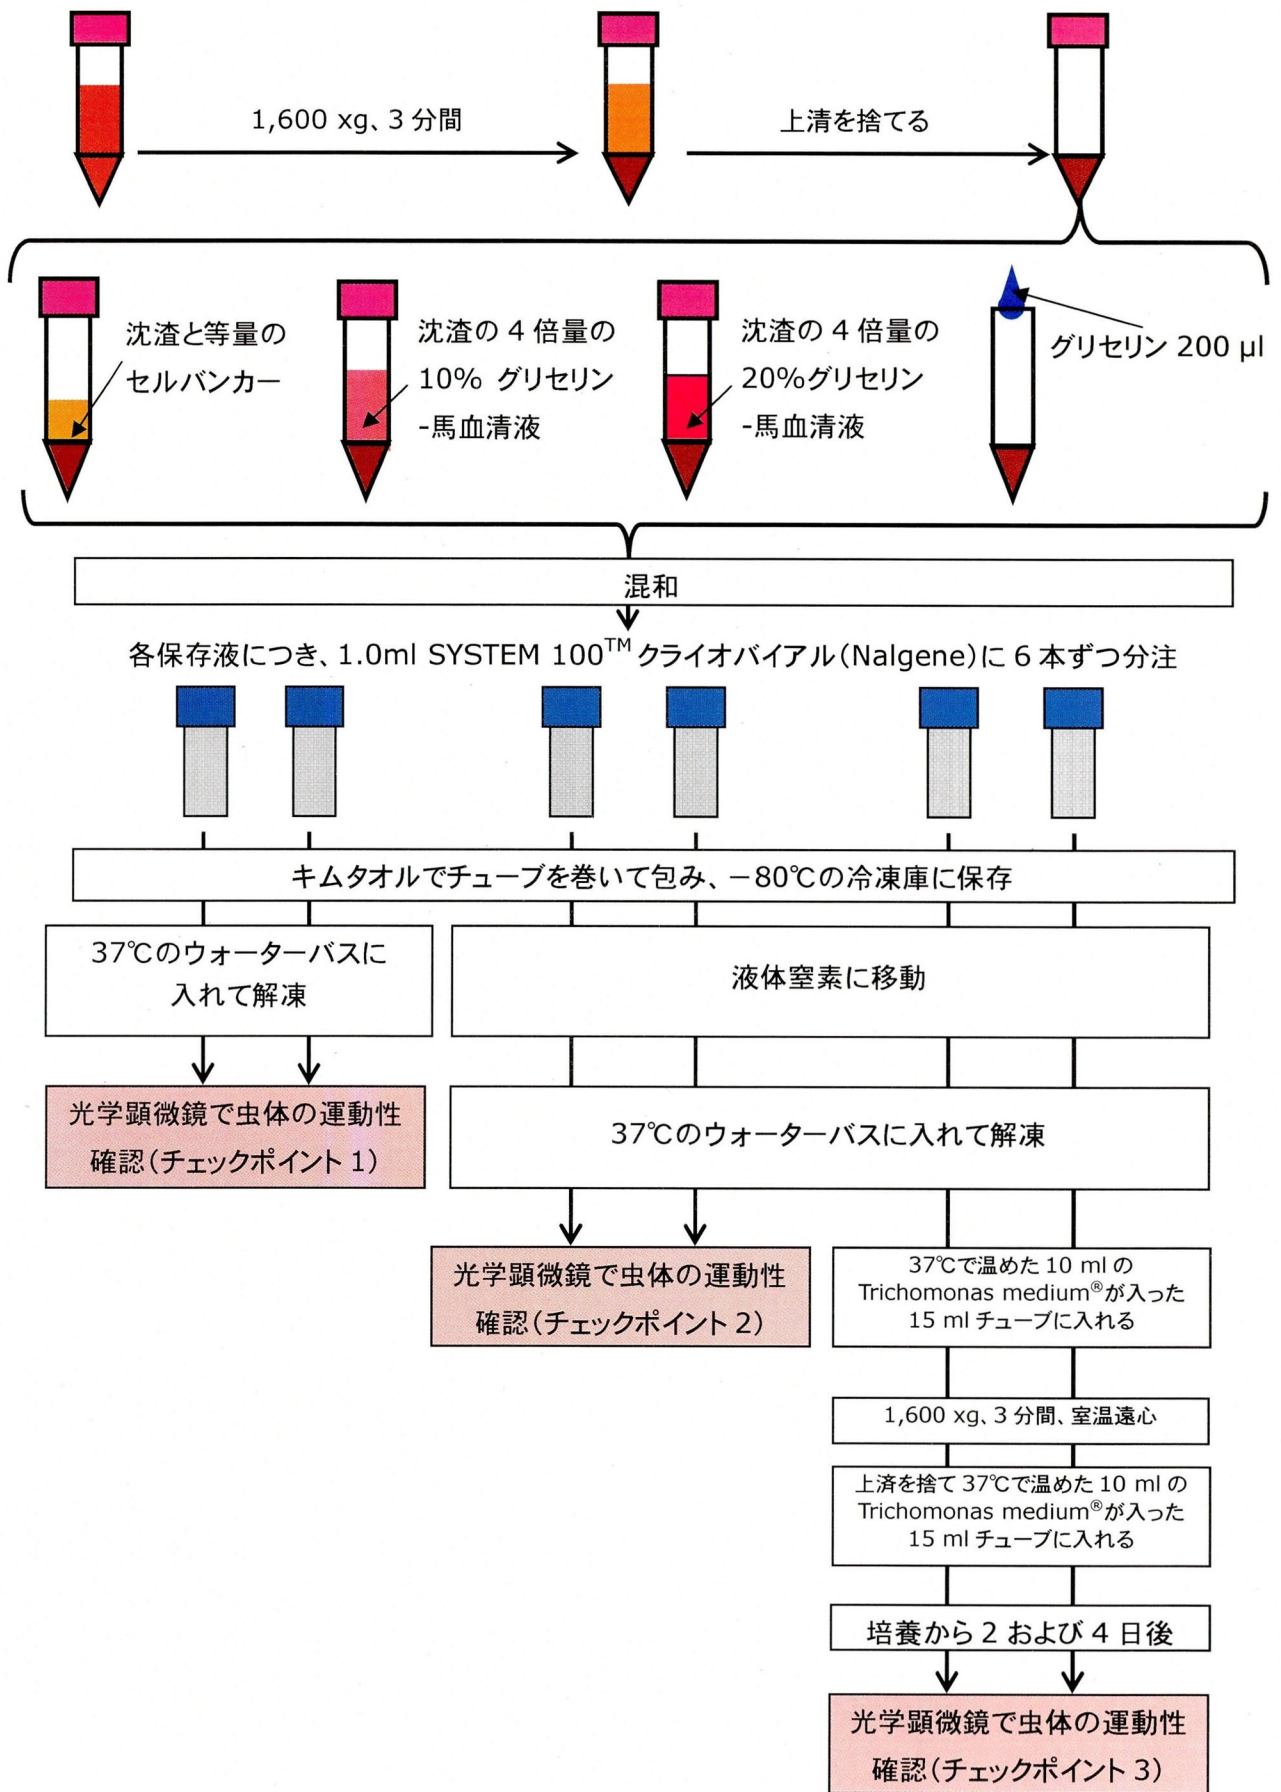 1,600 xg、3 分間
上清を捨てる
沈渣と等量の
セルバンカー
沈渣の 4 倍量の
10% グリセリン
-馬血清液
沈渣の 4 倍量の
20%グリセリン
-馬血清液
グリセリン 200 µl
混和
各保存液につき、1.0ml SYSTEM 100™ クライオバイアル(Nalgene)に 6 本ずつ分注
キムタオルでチューブを巻いて包み、－80℃の冷凍庫に保存
37℃のウォーターバスに
入れて解凍
液体窒素に移動
光学顕微鏡で虫体の運動性
確認(チェックポイント 1)
37℃のウォーターバスに入れて解凍
光学顕微鏡で虫体の運動性
確認(チェックポイント 2)
37℃で温めた 10 ml の
Trichomonas medium®が入った
15 ml チューブに入れる
1,600 xg、3 分間、室温遠心
上済を捨て 37℃で温めた 10 ml の
Trichomonas medium®が入った
15 ml チューブに入れる
培養から 2 および 4 日後
光学顕微鏡で虫体の運動性
確認(チェックポイント 3)